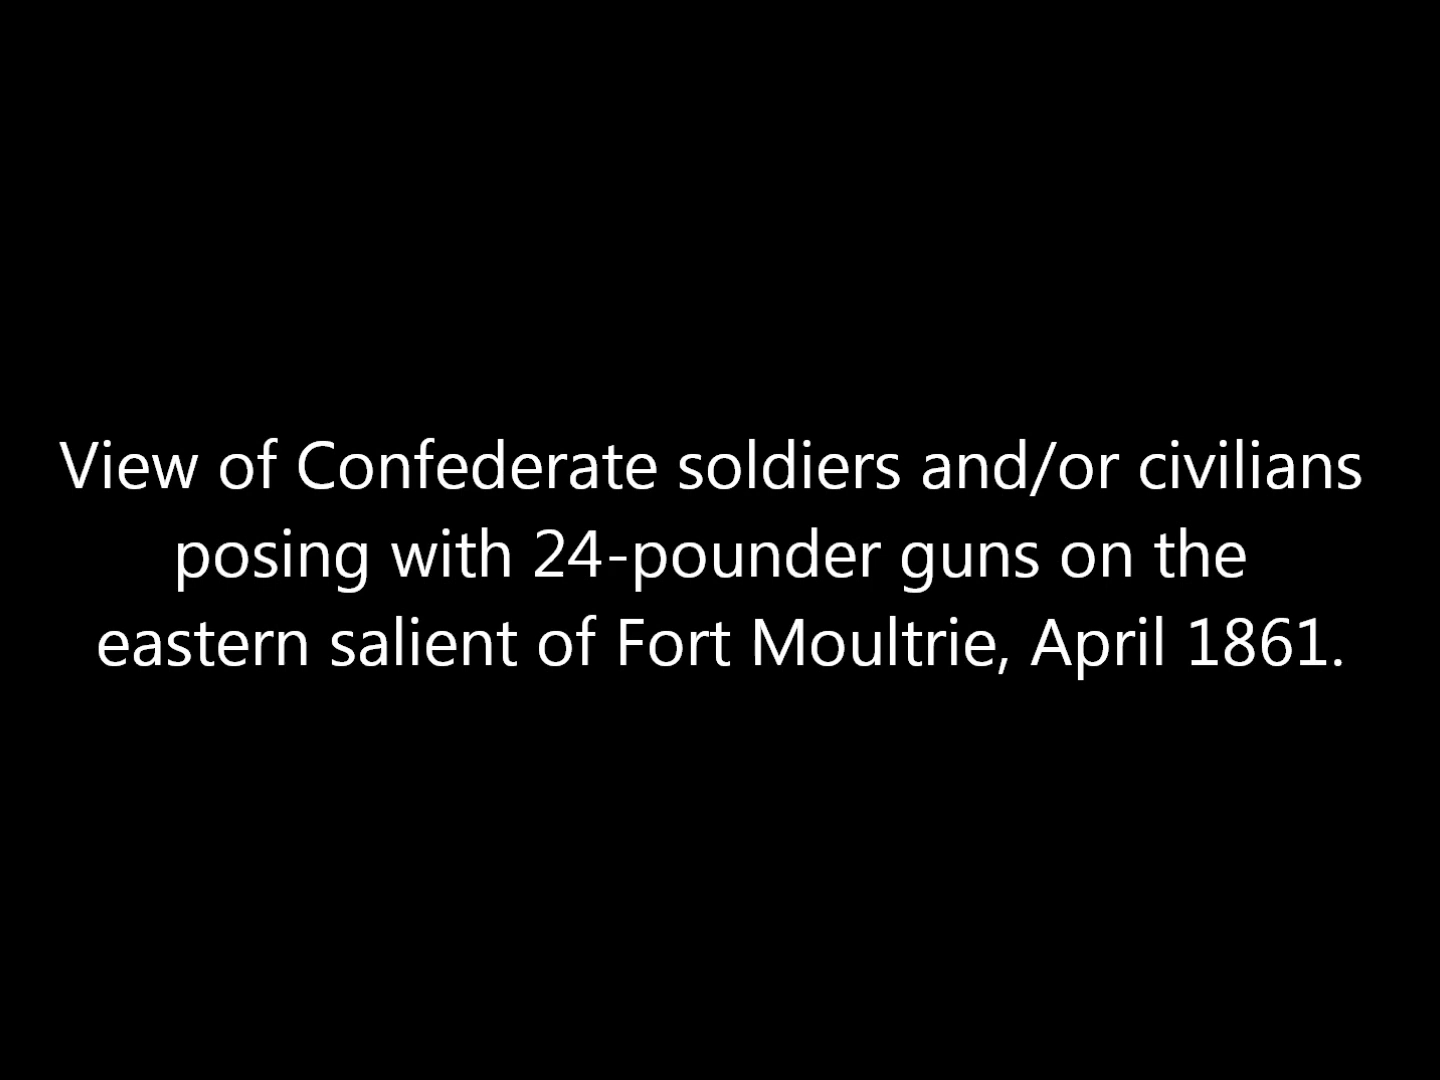 View of Confederate soldiers and/or civilians
posing with 24-pounder guns on the
eastern salient of Fort Moultrie, April 1861.